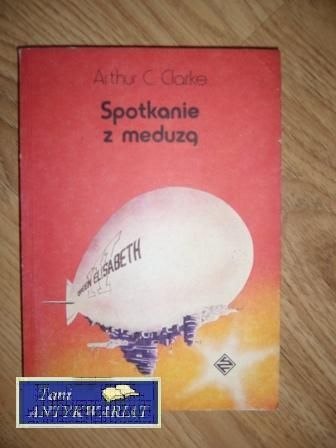 Arthur C. Clarke
Spotkanie
z meduzą
QUEEN ELISABETH
Tani
ANTYKWARIAT